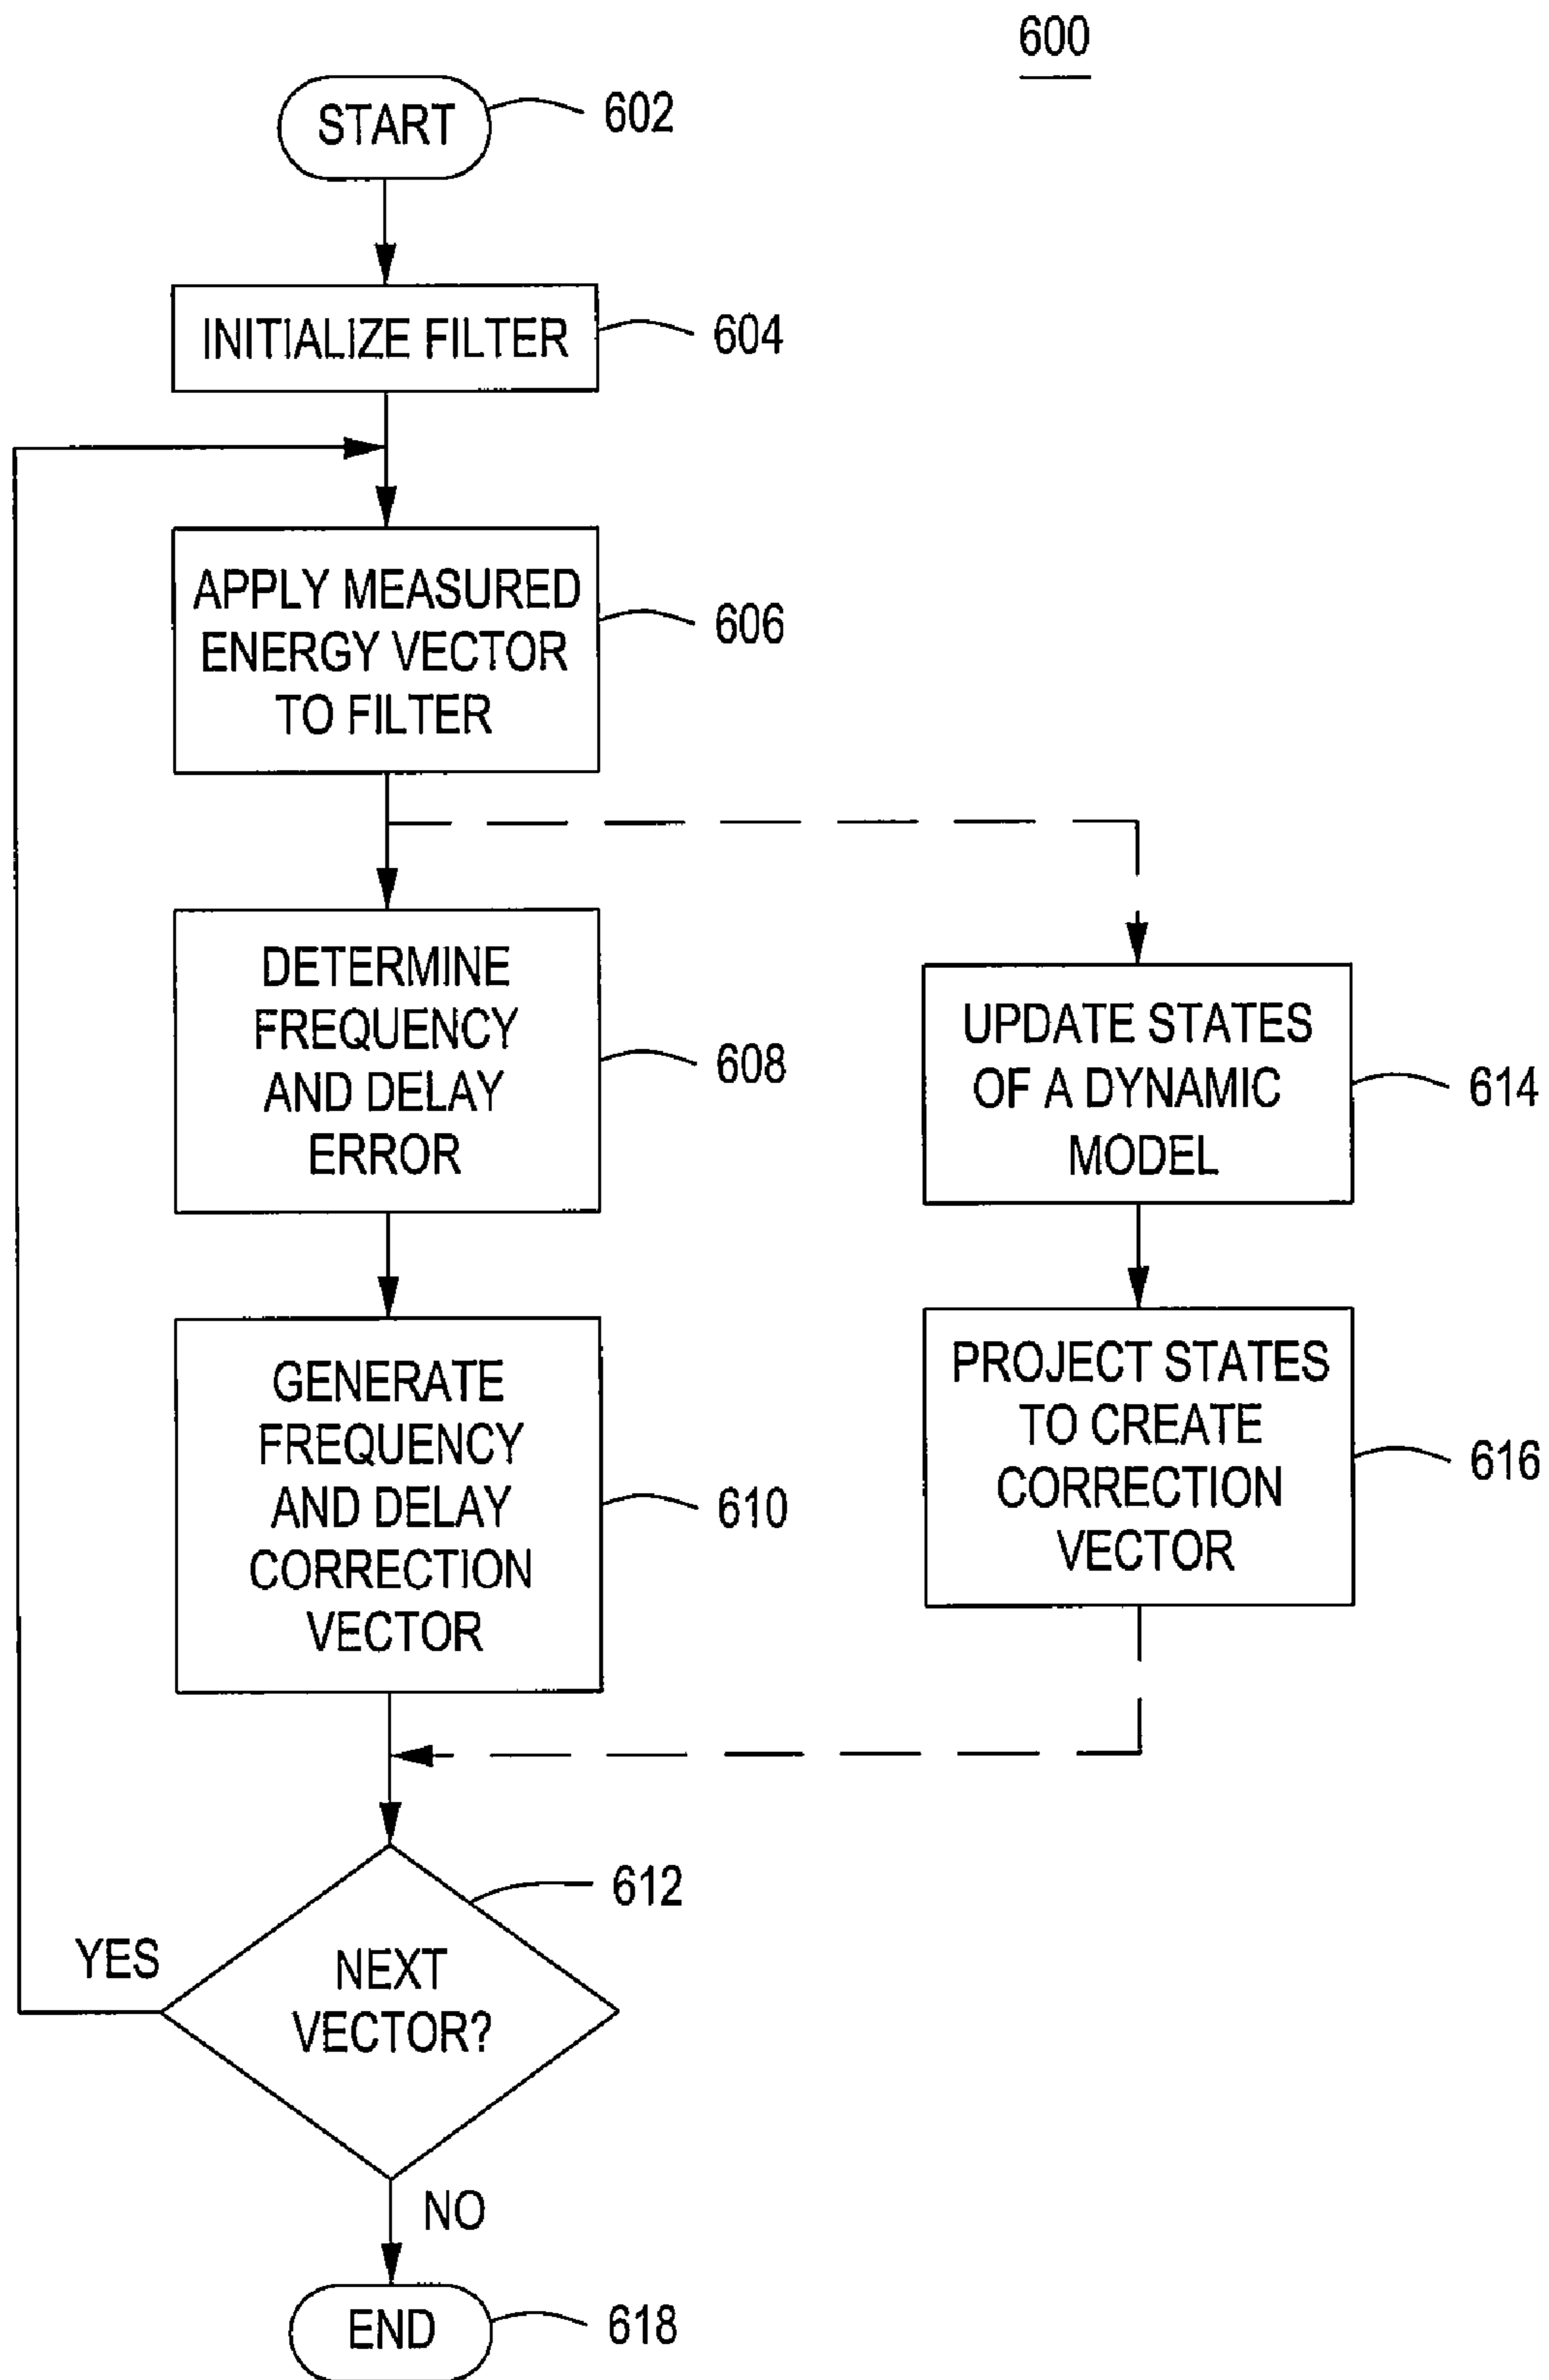 600
START
602
INITIALIZE FILTER
604
APPLY MEASURED
ENERGY VECTOR
TO FILTER
606
DETERMINE
FREQUENCY
AND DELAY
ERROR
608
UPDATE STATES
OF A DYNAMIC
MODEL
614
GENERATE
FREQUENCY
AND DELAY
CORRECTION
VECTOR
610
PROJECT STATES
TO CREATE
CORRECTION
VECTOR
616
612
YES
NEXT
VECTOR?
NO
END
618